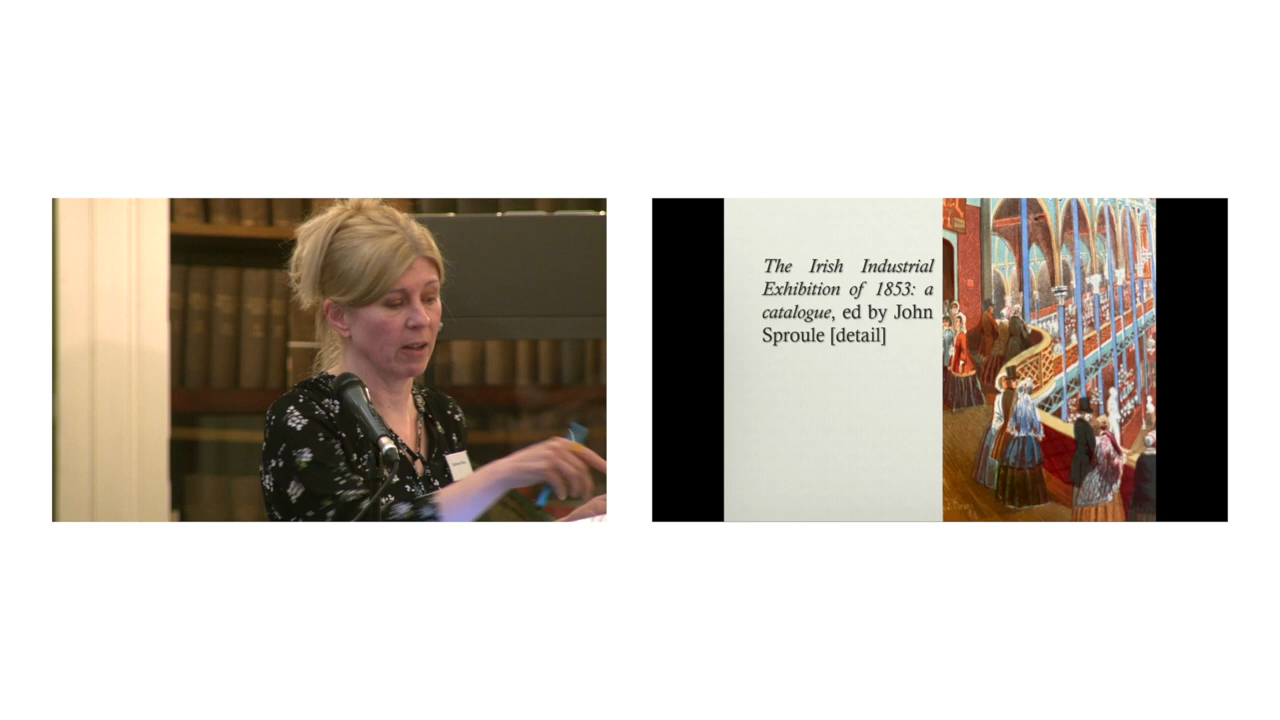 The Irish Industrial
Exhibition of 1853: a
catalogue, ed by John
Sproule [detail]